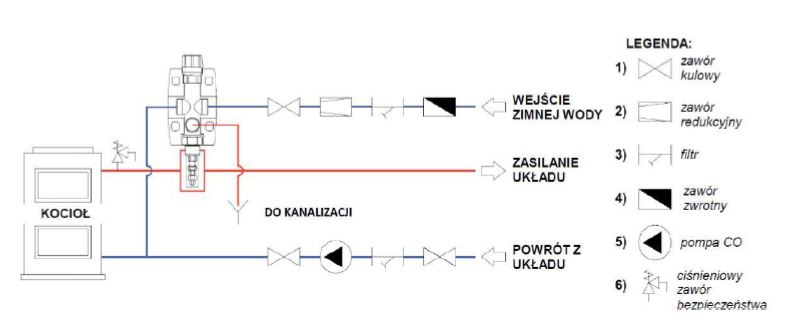 WEJŚCIE
ZIMNEJ WODY
ZASILANIE
UKŁADU
KOCIOŁ
DO KANALIZACJI
POWRÓT Z
UKŁADU
LEGENDA:
1) zawór
kulowy
2) zawór
redukcyjny
3) filtr
4) zawór
zwrotny
5) pompa CO
6) ciśnieniowy
zawór
bezpieczeństwa